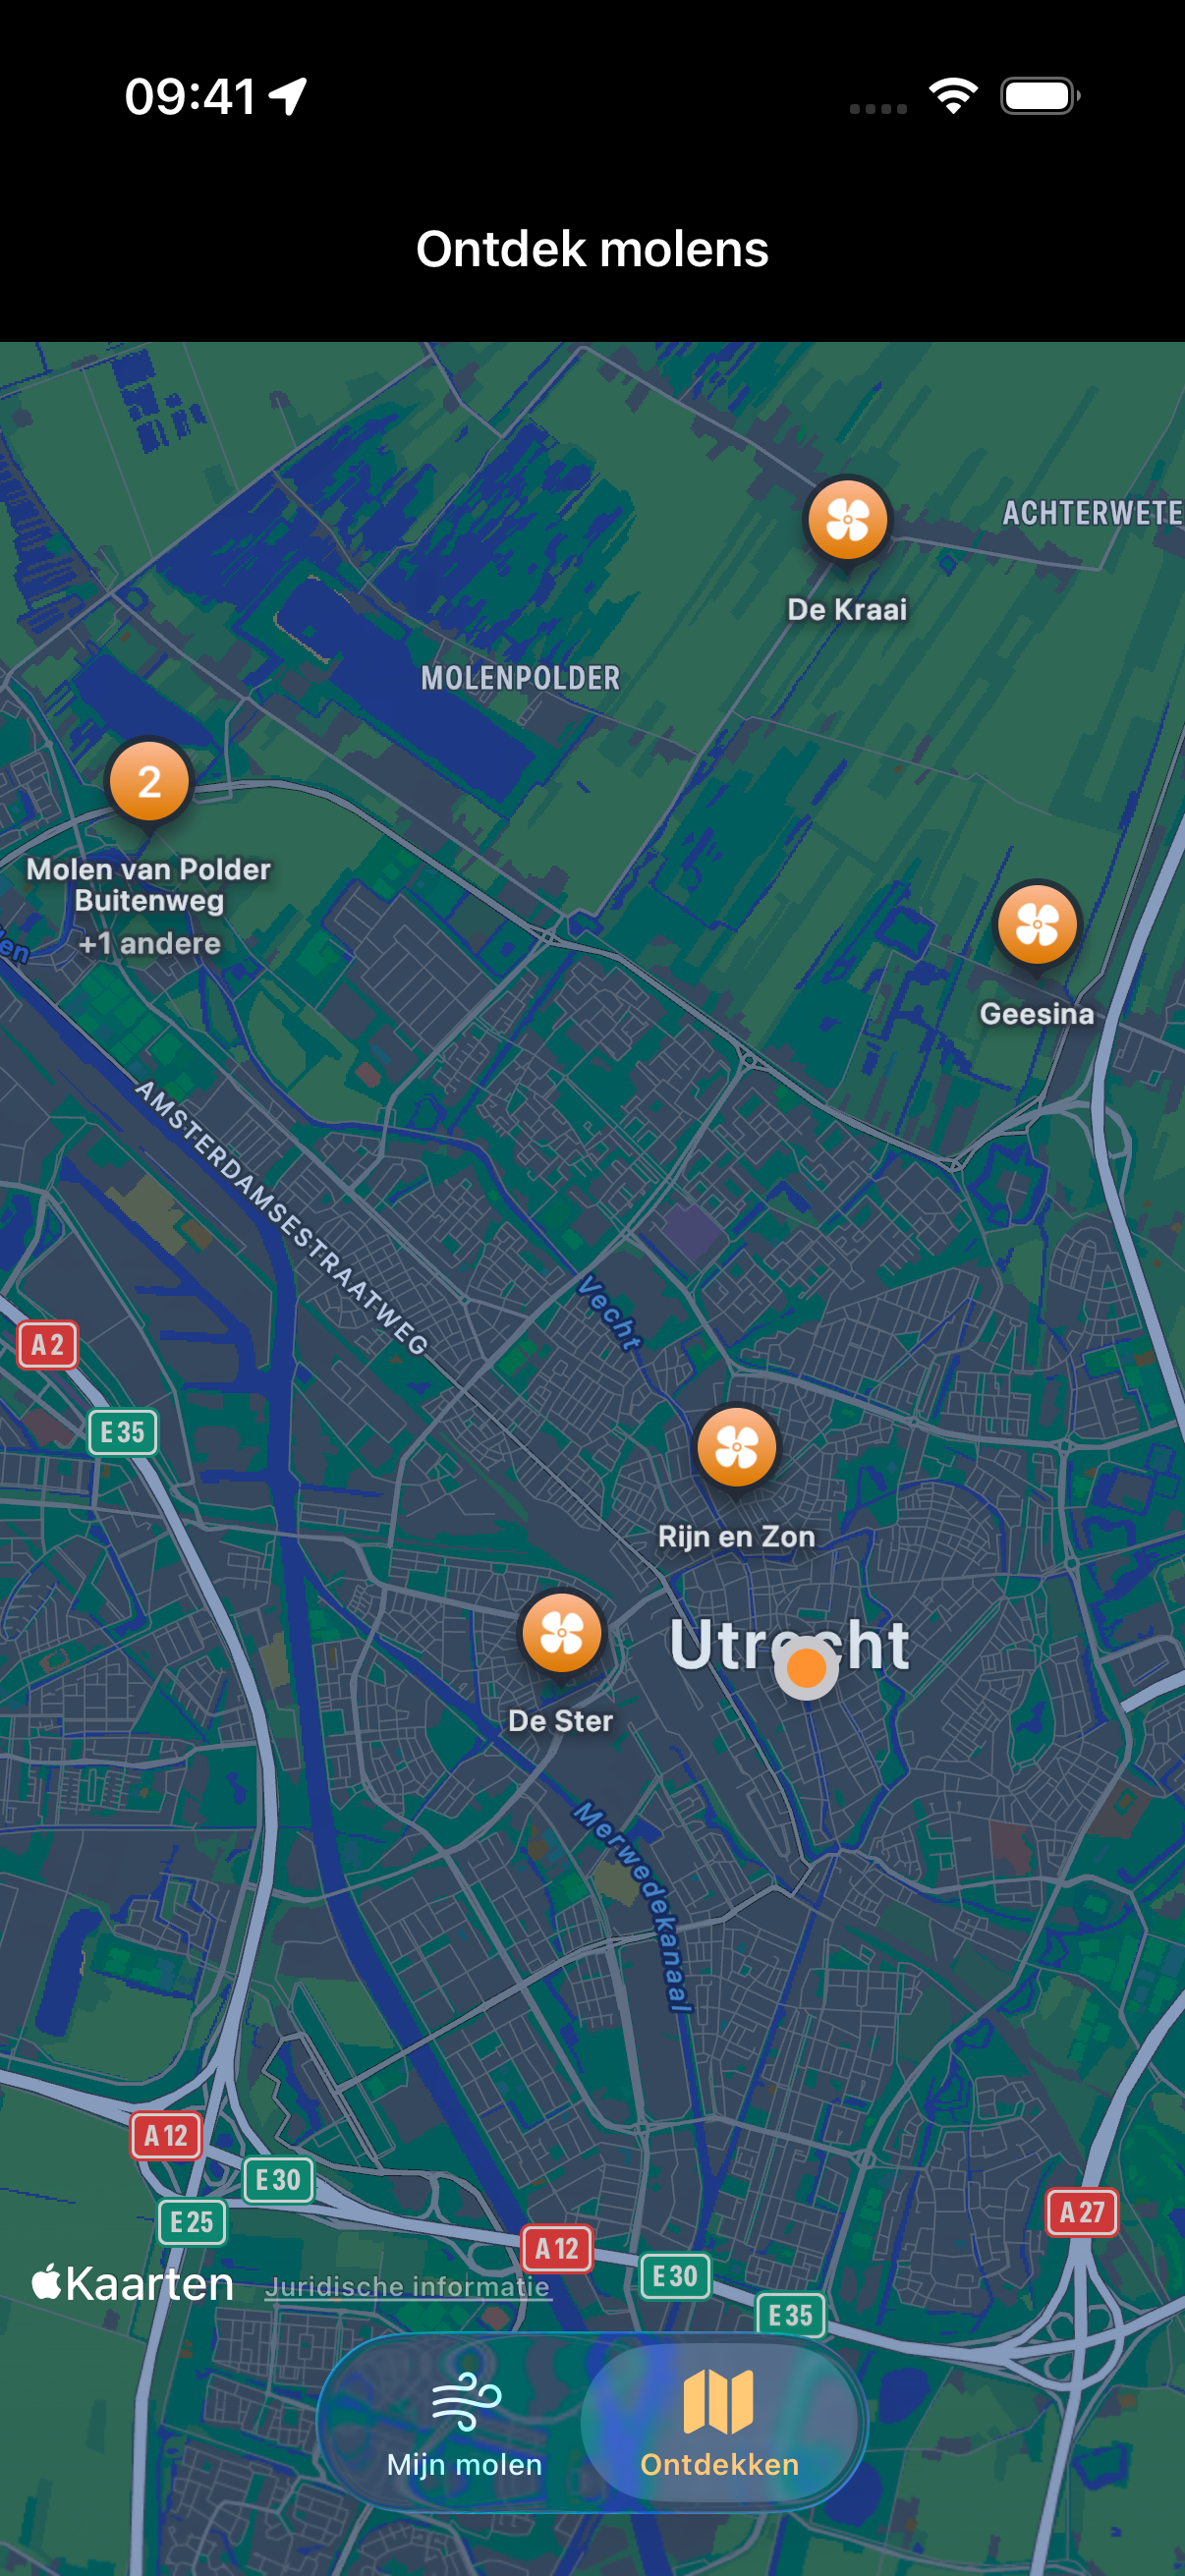 09:41
Ontdek molens
ACHTERWETE
De Kraai
MOLENPOLDER
2
Molen van Polder
Buitenweg
+1 andere
en
Geesina
AMSTERDAMSESTRAATWEG
Vecht
A2
E35
Rijn en Zon
Utrecht
De Ster
Merwedekanaal
A12
E30
E25
A27
A12
E30
E35
Kaarten
Juridische informatie
Mijn molen
Ontdekken